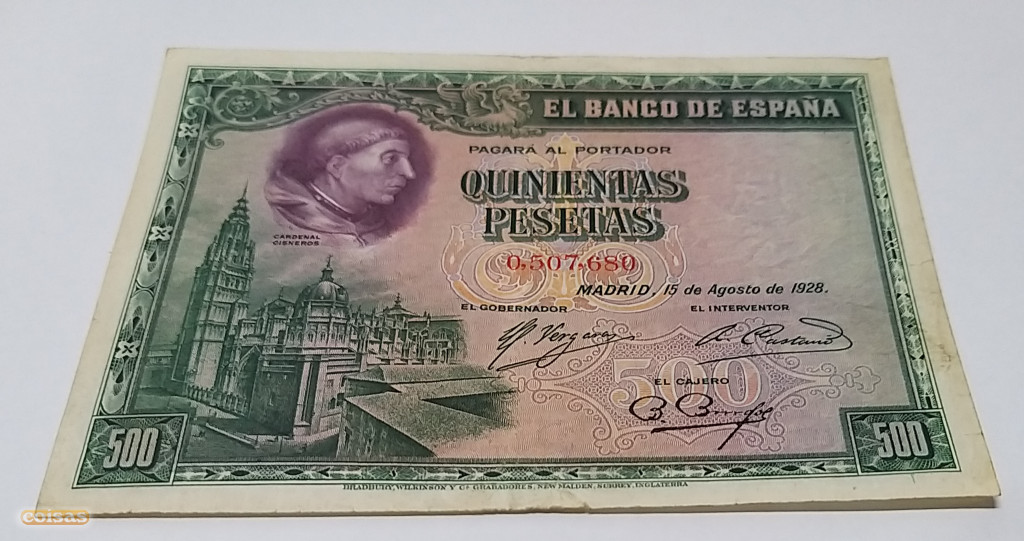 EL BANCO DE ESPAÑA
PAGARÁ AL PORTADOR
QUINIENTAS
PESETAS
CARDENAL
CISNEROS
0,507,680
MADRID, 15 de Agosto de 1928.
EL GOBERNADOR
EL INTERVENTOR
500
EL CAJERO
500
500
BRADBURY, WILKINSON Y Cª GRABADORES, NEW MALDEN, SURREY, INGLATERRA
coisas